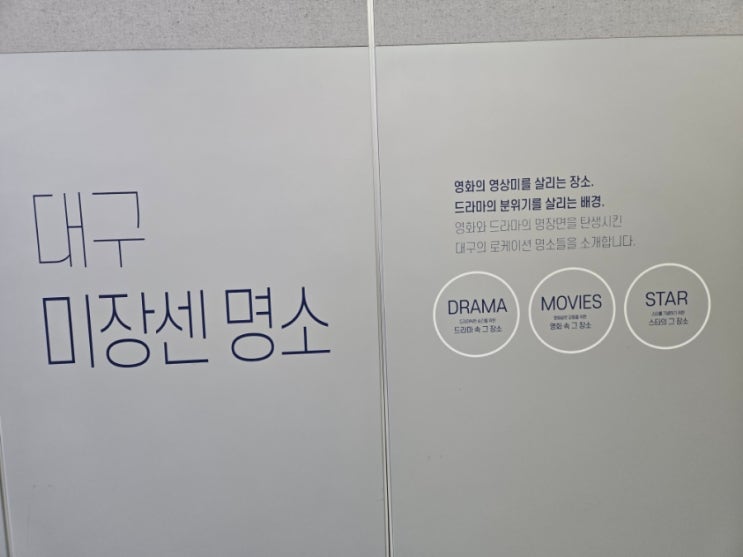 대구
미장센 명소
영화의 영상미를 살리는 장소.
드라마의 분위기를 살리는 배경.
영화와 드라마의 명장면을 탄생시킨
대구의 로케이션 명소들을 소개합니다.
DRAMA
드라마 속 그 장소
MOVIES
영화 속 그 장소
STAR
스타의 그 장소